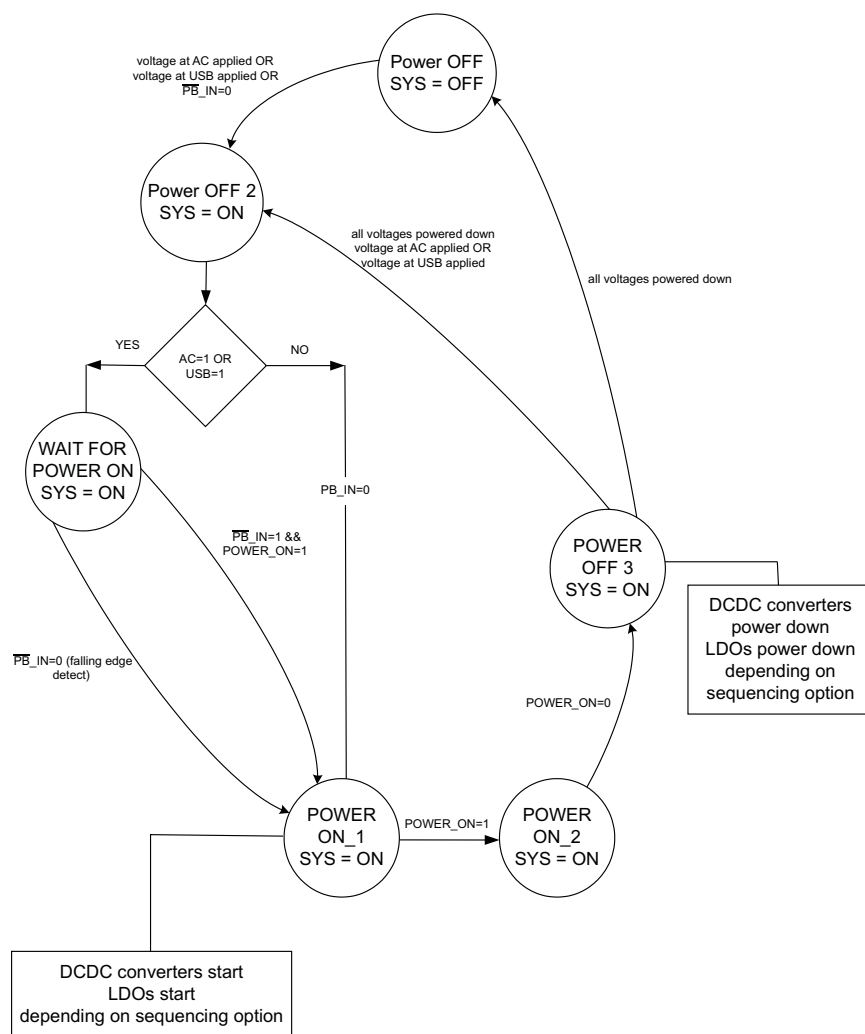 Power OFF
SYS = OFF
voltage at AC applied OR
voltage at USB applied OR
P̅B̅_IN=0
Power OFF 2
SYS = ON
all voltages powered down
voltage at AC applied OR
voltage at USB applied
all voltages powered down
YES
AC=1 OR
USB=1
NO
WAIT FOR
POWER ON
SYS = ON
PB_IN=0
P̅B̅_IN=1 &&
POWER_ON=1
POWER
OFF 3
SYS = ON
DCDC converters
power down
LDOs power down
depending on
sequencing option
P̅B̅_IN=0 (falling edge
detect)
POWER_ON=0
POWER
ON_1
SYS = ON
POWER_ON=1
POWER
ON_2
SYS = ON
DCDC converters start
LDOs start
depending on sequencing option